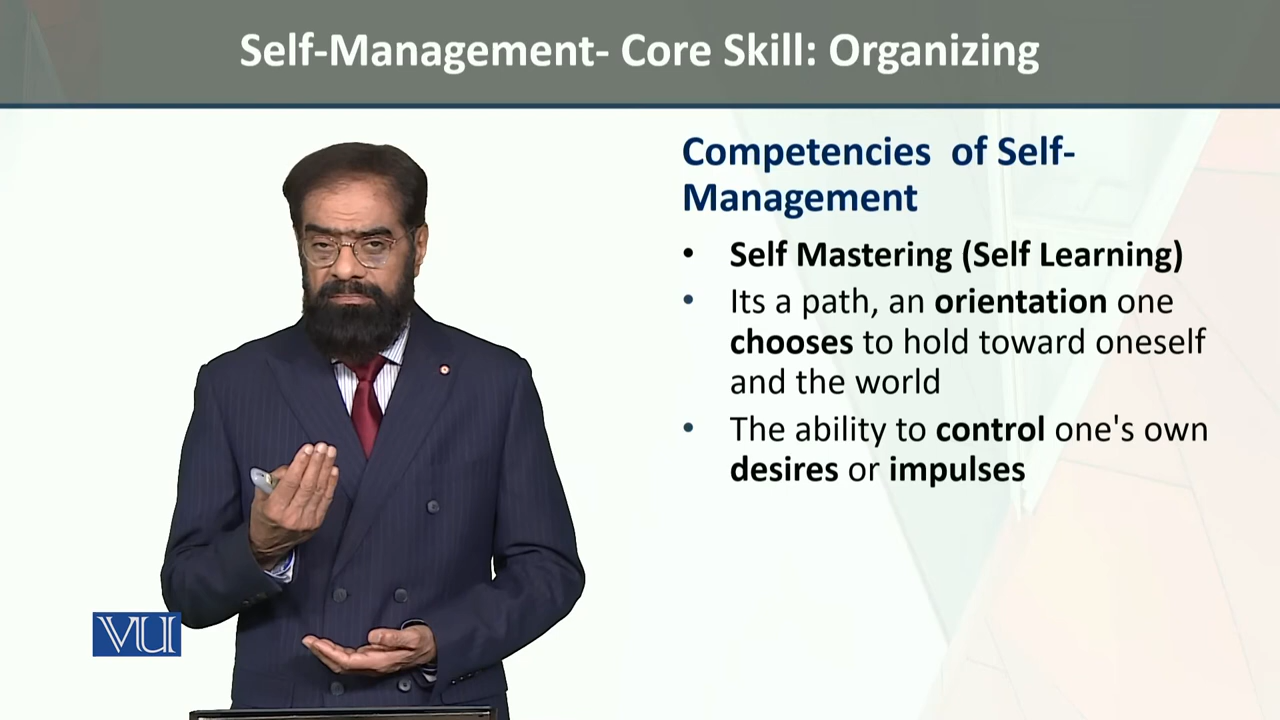 Self-Management- Core Skill: Organizing
Competencies of Self-
Management
• Self Mastering (Self Learning)
• Its a path, an orientation one
chooses to hold toward oneself
and the world
• The ability to control one's own
desires or impulses
VU